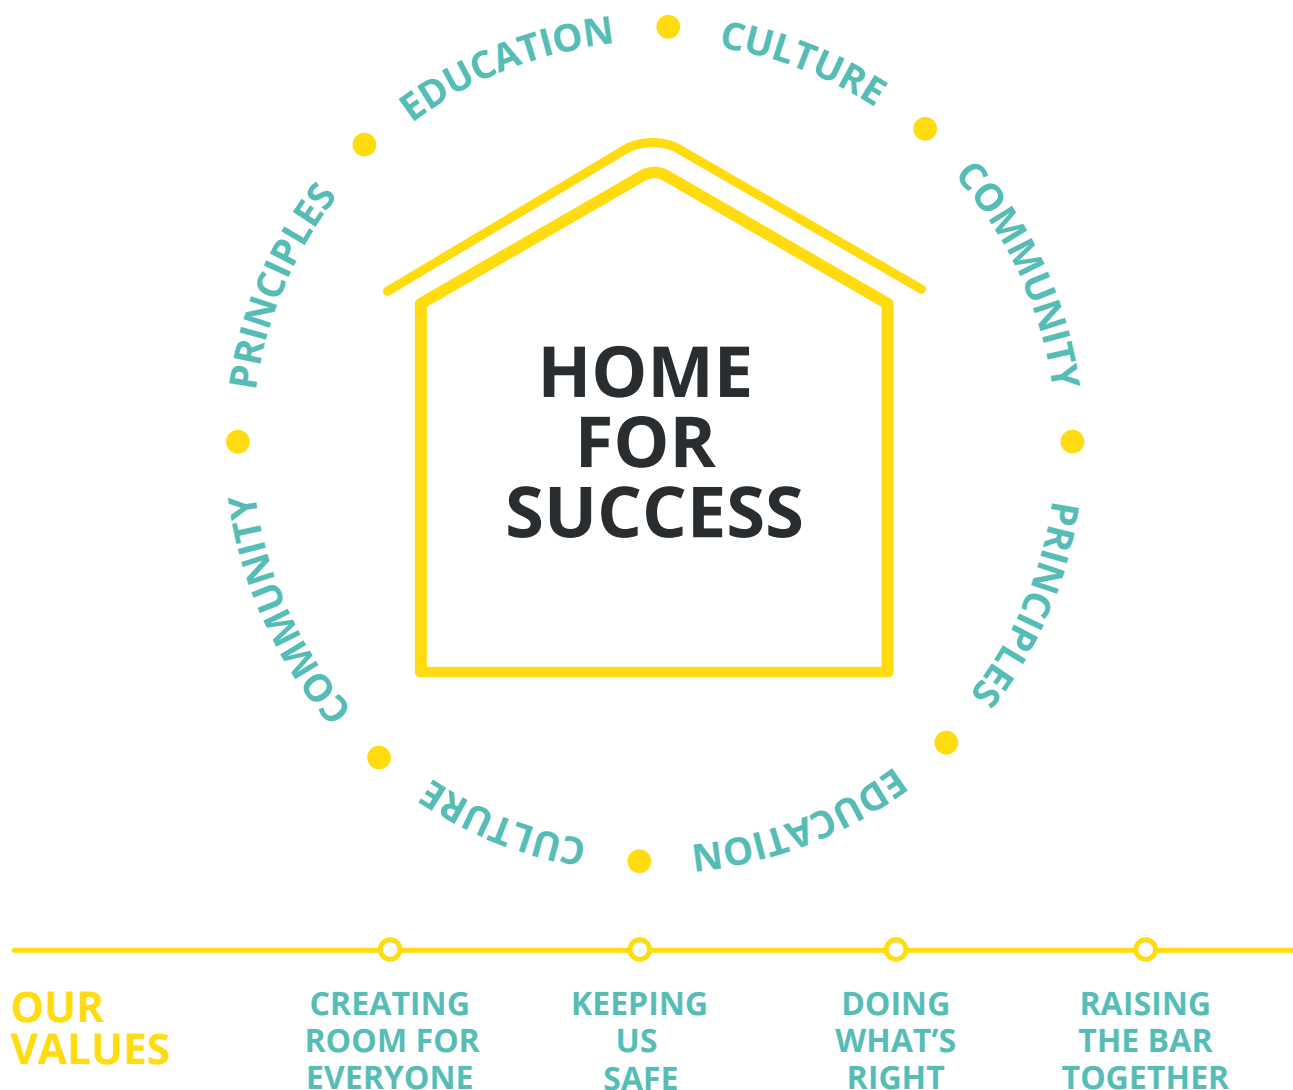 EDUCATION
CULTURE
COMMUNITY
PRINCIPLES
EDUCATION
CULTURE
COMMUNITY
PRINCIPLES
HOME
FOR
SUCCESS
OUR
VALUES
CREATING
ROOM FOR
EVERYONE
KEEPING
US
SAFE
DOING
WHAT’S
RIGHT
RAISING
THE BAR
TOGETHER